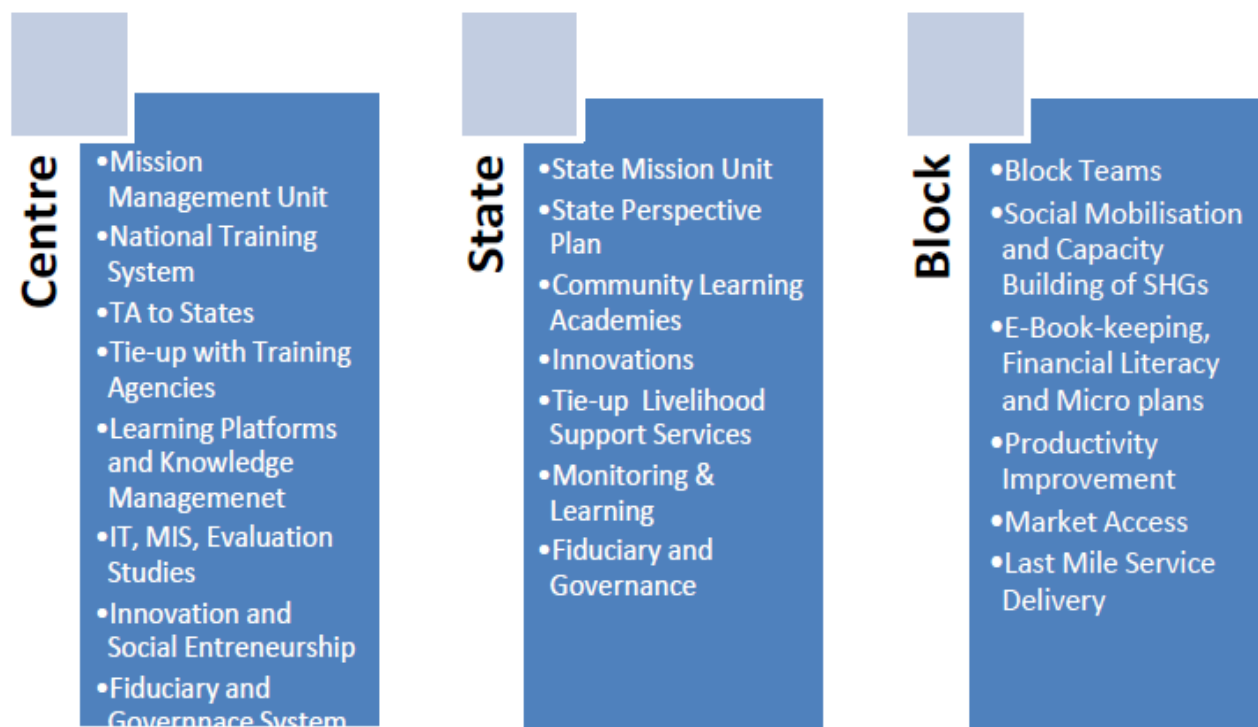 Centre
•Mission
Management Unit
•National Training
System
•TA to States
•Tie-up with Training
Agencies
•Learning Platforms
and Knowledge
Managemenet
•IT, MIS, Evaluation
Studies
•Innovation and
Social Entreneurship
•Fiduciary and
Governnace System
State
•State Mission Unit
•State Perspective
Plan
•Community Learning
Academies
•Innovations
•Tie-up Livelihood
Support Services
•Monitoring &
Learning
•Fiduciary and
Governance
Block
•Block Teams
•Social Mobilisation
and Capacity
Building of SHGs
•E-Book-keeping,
Financial Literacy
and Micro plans
•Productivity
Improvement
•Market Access
•Last Mile Service
Delivery